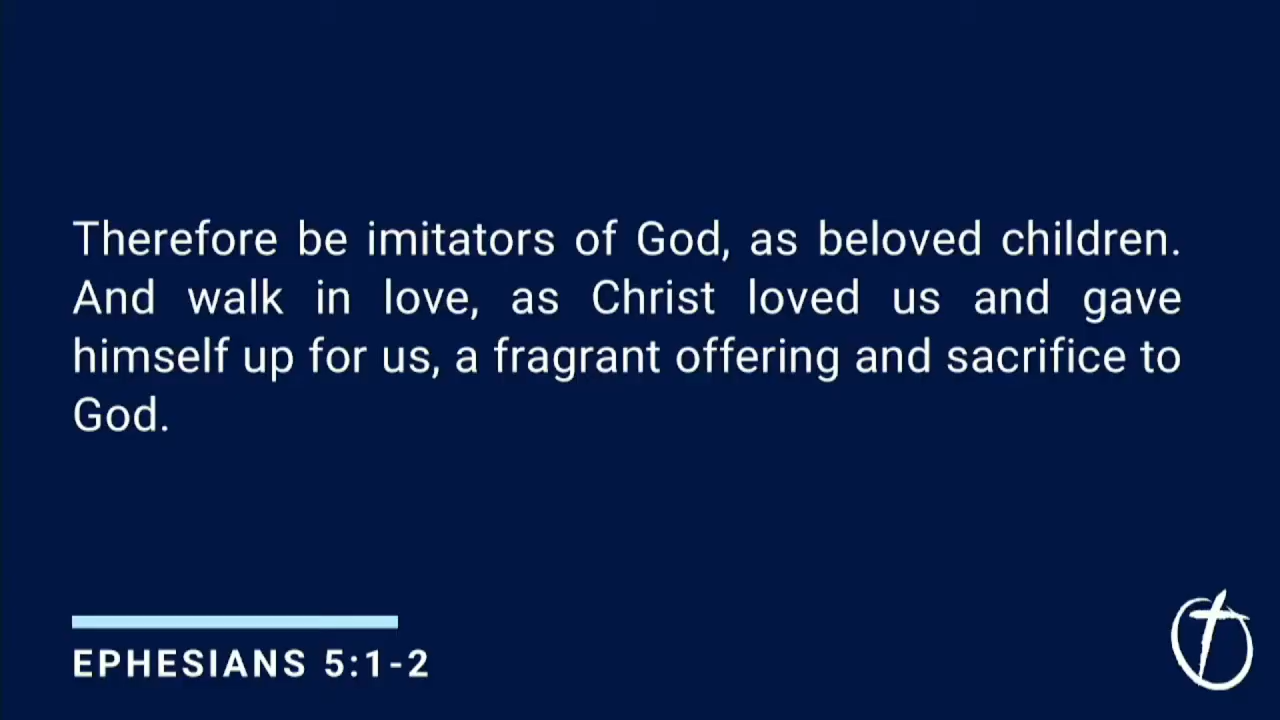 Therefore be imitators of God, as beloved children.
And walk in love, as Christ loved us and gave
himself up for us, a fragrant offering and sacrifice to
God.
EPHESIANS 5:1-2